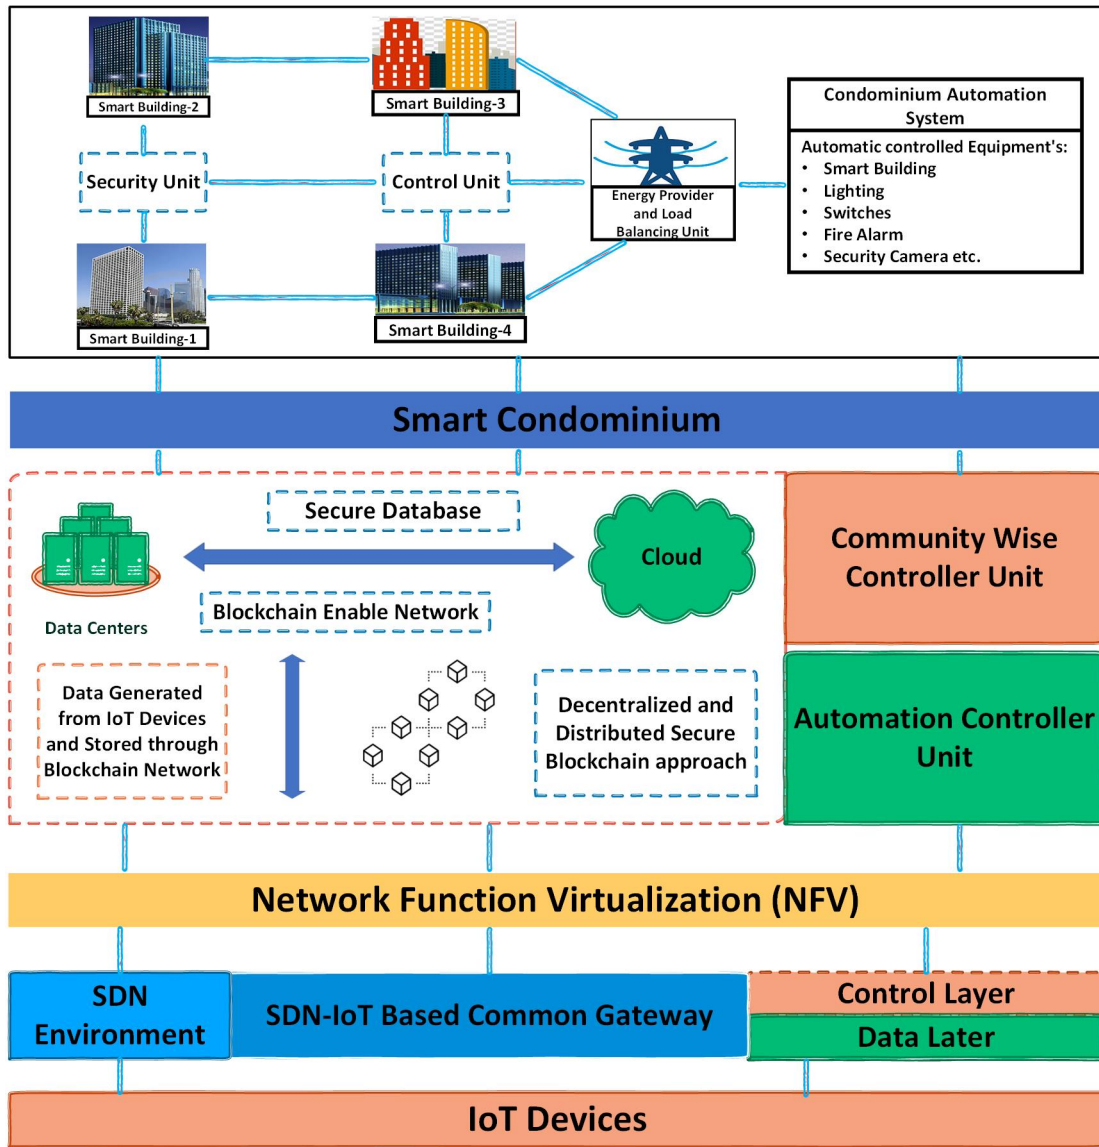 Smart Building-2
Smart Building-3
Security Unit
Control Unit
Smart Building-1
Smart Building-4
Energy Provider
and Load
Balancing Unit
Condominium Automation
System
Automatic controlled Equipment's:
• Smart Building
• Lighting
• Switches
• Fire Alarm
• Security Camera etc.
Smart Condominium
Secure Database
Cloud
Data Centers
Blockchain Enable Network
Data Generated
from IoT Devices
and Stored through
Blockchain Network
Decentralized and
Distributed Secure
Blockchain approach
Community Wise
Controller Unit
Automation Controller
Unit
Network Function Virtualization (NFV)
SDN
Environment
SDN-IoT Based Common Gateway
Control Layer
Data Later
IoT Devices